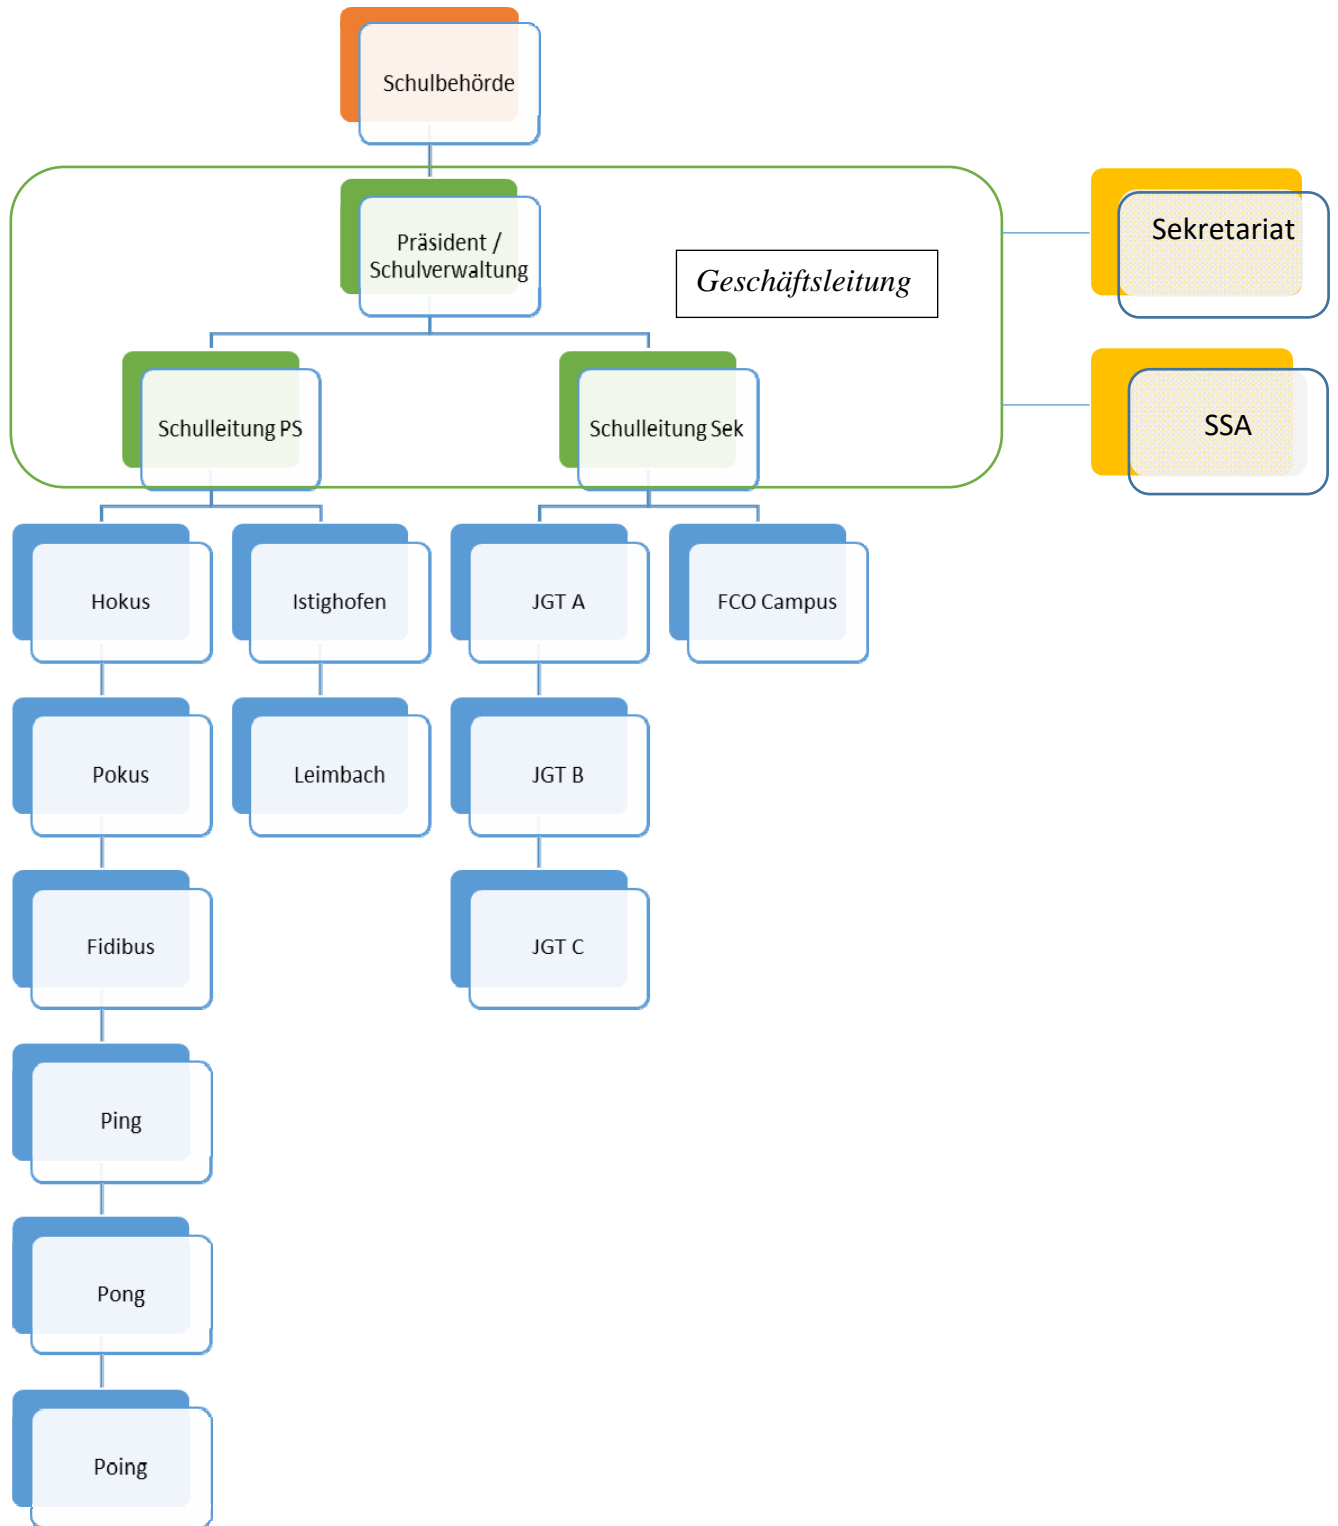 Schulbehörde
Präsident /
Schulverwaltung
Geschäftsleitung
Sekretariat
SSA
Schulleitung PS
Schulleitung Sek
Hokus
Istighofen
JGT A
FCO Campus
Pokus
Leimbach
JGT B
Fidibus
JGT C
Ping
Pong
Poing